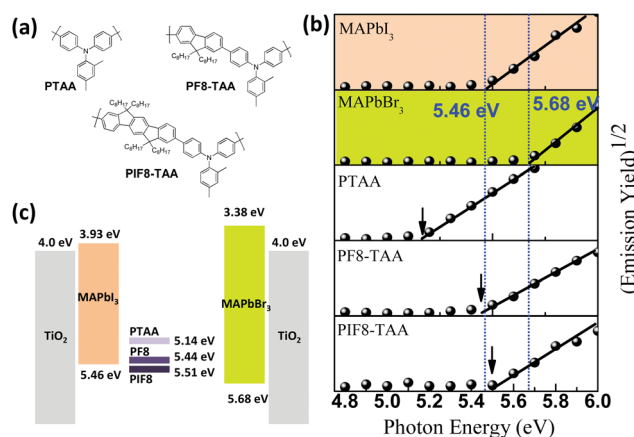 (a)
PTAA
C₈H₁₇ C₈H₁₇
N
PF8-TAA
C₈H₁₇ C₈H₁₇
N
C₈H₁₇ C₈H₁₇
N
PIF8-TAA
(b)
MAPbI₃
MAPbBr₃
5.46 eV
5.68 eV
PTAA
PF8-TAA
PIF8-TAA
4.8 5.0 5.2 5.4 5.6 5.8 6.0
Photon Energy (eV)
(Emission Yield)¹/²
(c)
4.0 eV
TiO₂
3.93 eV
MAPbI₃
5.46 eV
PTAA
5.14 eV
PF8
5.44 eV
PIF8
5.51 eV
3.38 eV
MAPbBr₃
5.68 eV
4.0 eV
TiO₂